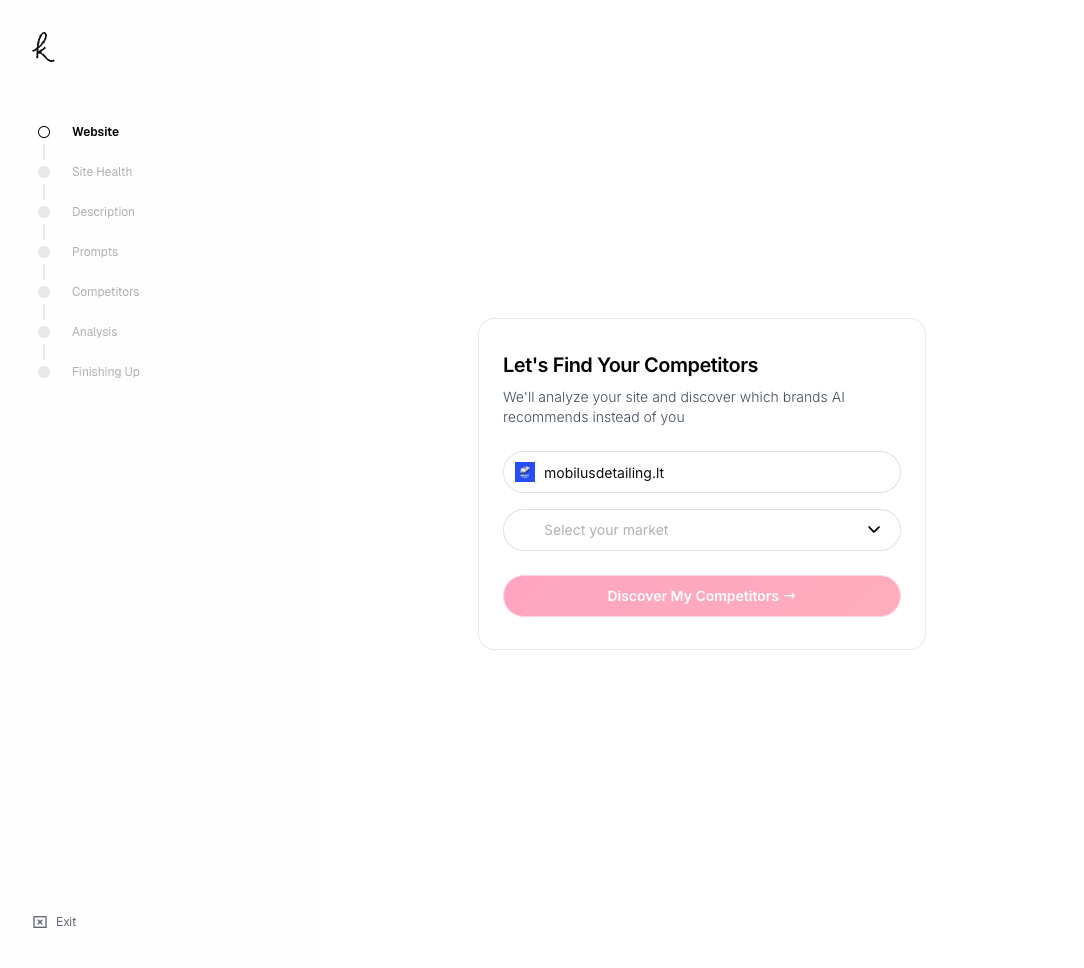 k
Website
Site Health
Description
Prompts
Competitors
Analysis
Finishing Up
Let's Find Your Competitors
We'll analyze your site and discover which brands AI
recommends instead of you
mobilusdetailing.lt
Select your market
Discover My Competitors →
Exit